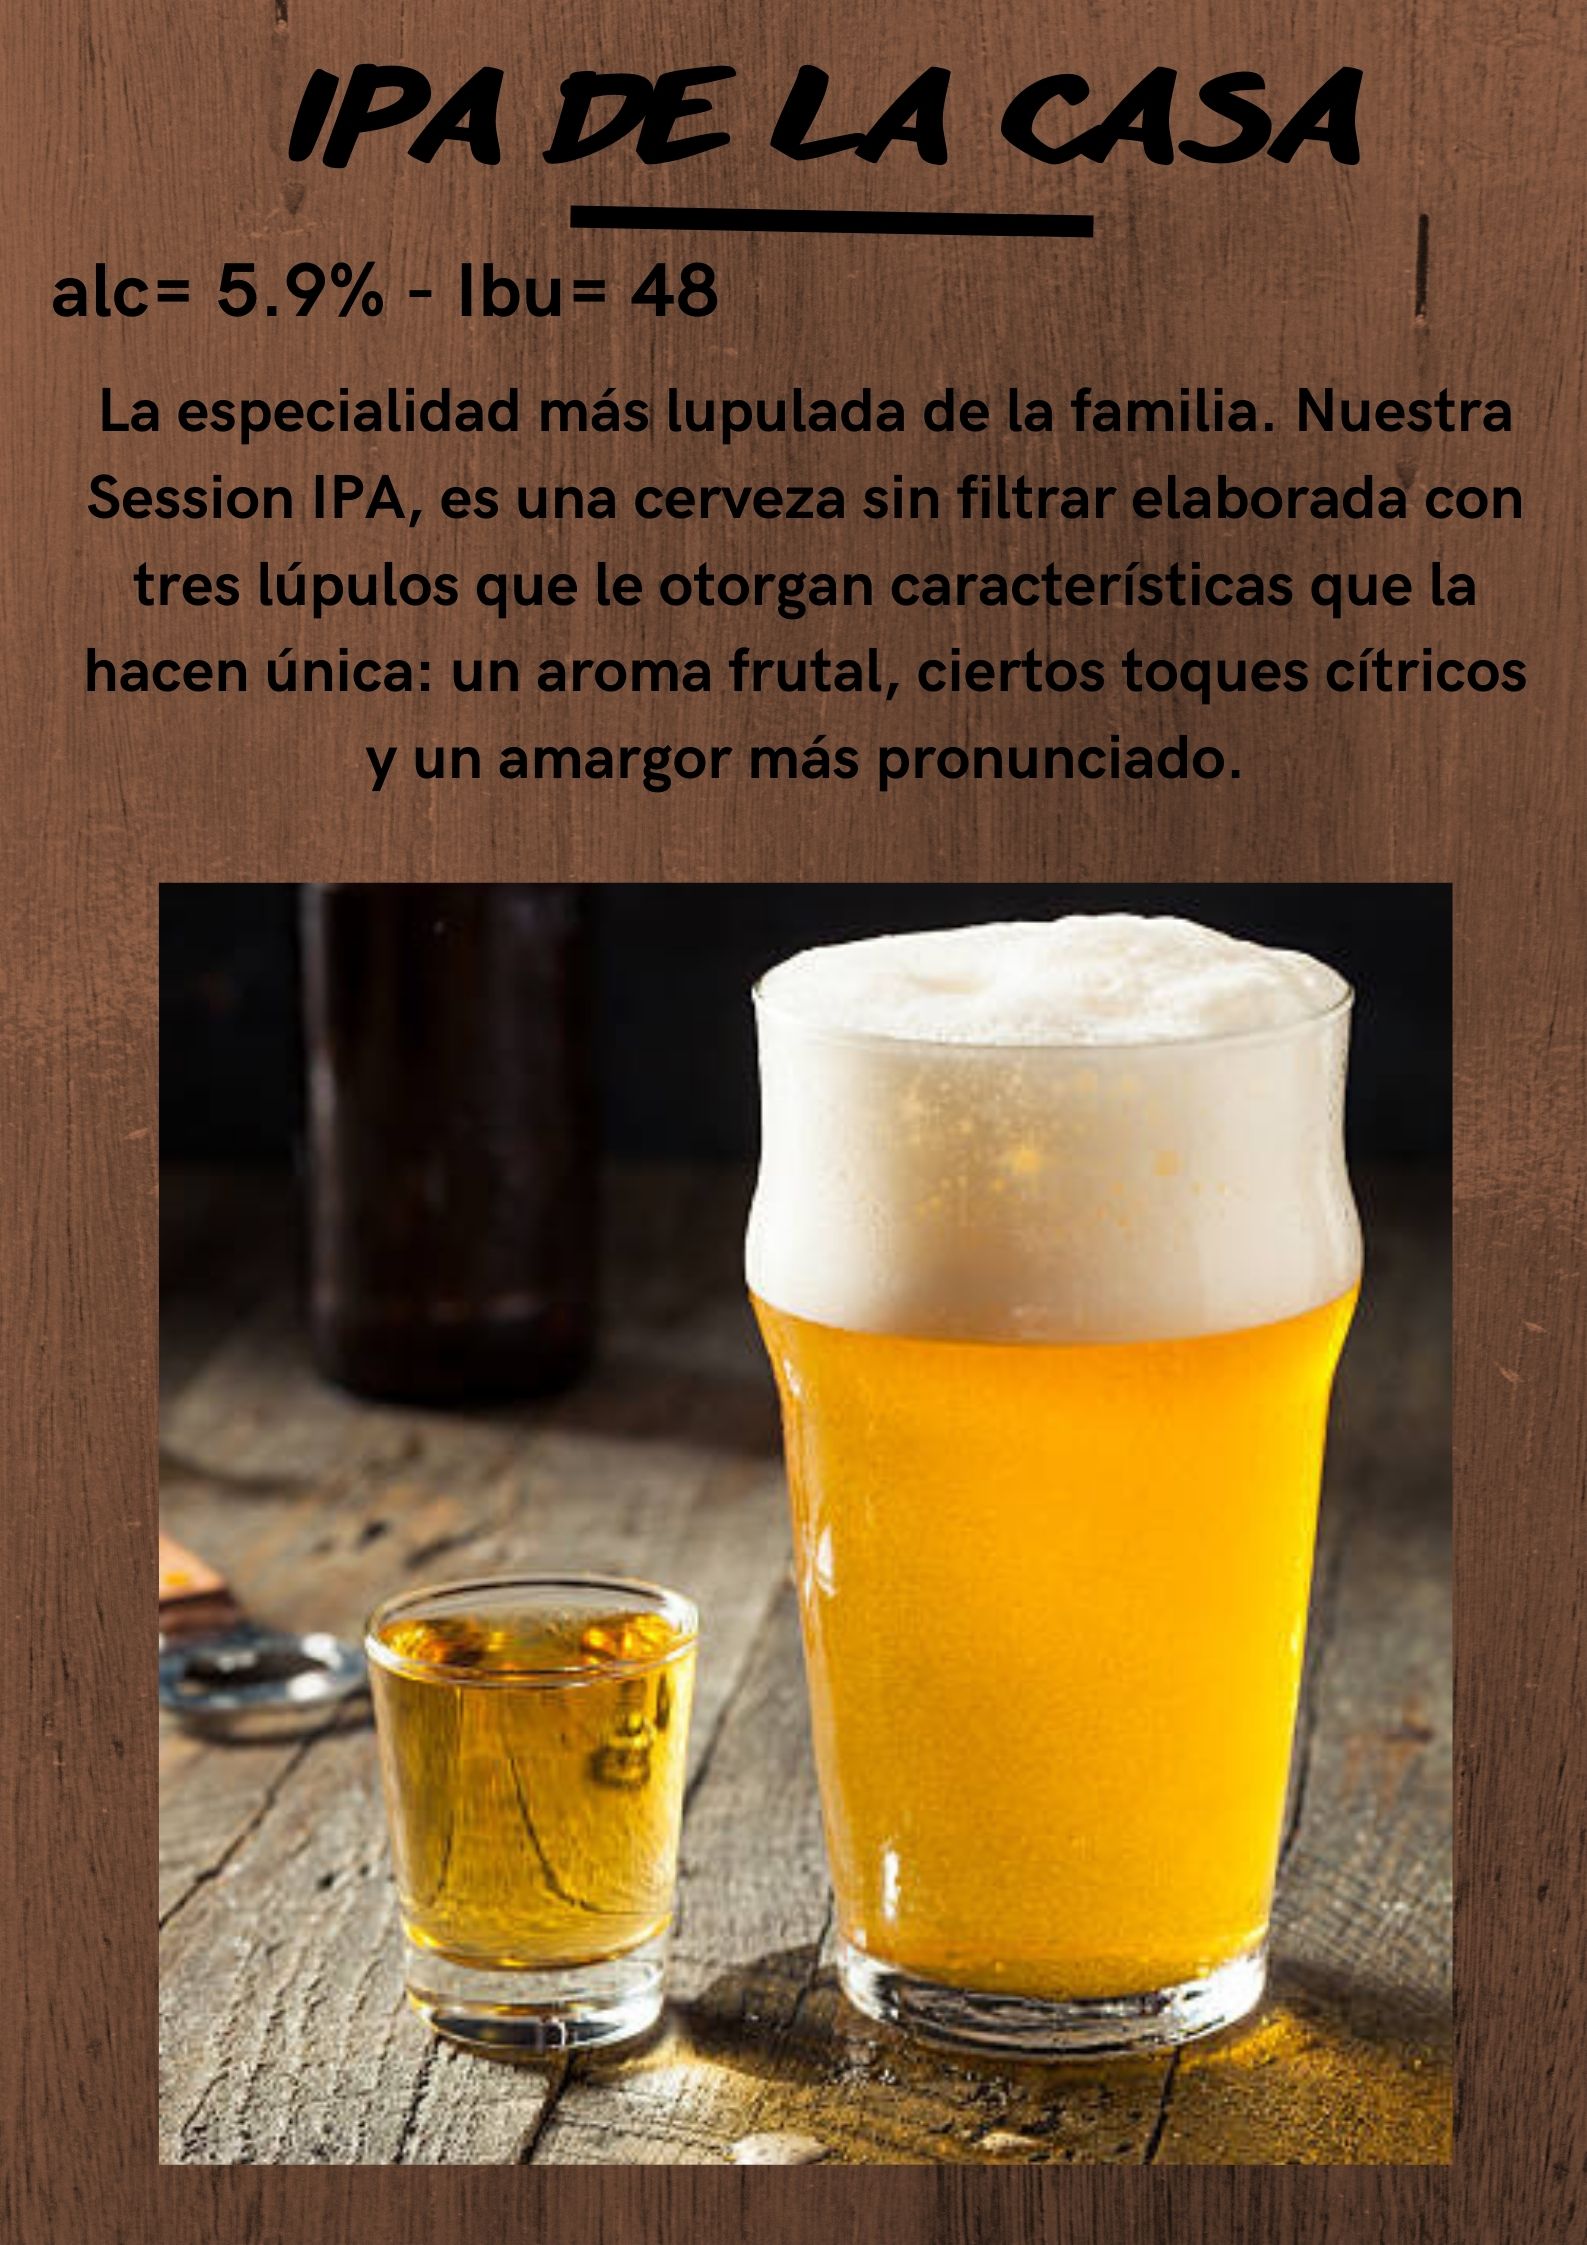 IPA DE LA CASA
alc= 5.9% - Ibu= 48
La especialidad más lupulada de la familia. Nuestra
Session IPA, es una cerveza sin filtrar elaborada con
tres lúpulos que le otorgan características que la
hacen única: un aroma frutal, ciertos toques cítricos
y un amargor más pronunciado.